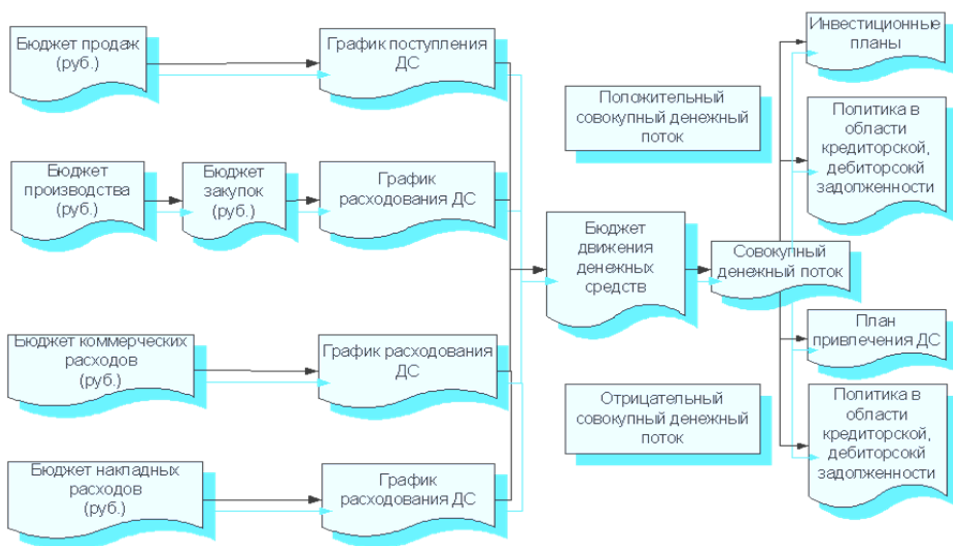 Бюджет продаж
(руб.)
График поступления
ДС
Инвестиционные
планы
Положительный
совокупный денежный
поток
Политика в
области
кредиторской,
дебиторсокй
задолженности
Бюджет
производства
(руб.)
Бюджет
закупок
(руб.)
График
расходования ДС
Бюджет
движения
денежных
средств
Совокупный
денежный поток
Бюджет коммерческих
расходов
(руб.)
График расходования
ДС
План
привлечения ДС
Отрицательный
совокупный денежный
поток
Политика в
области
кредиторской,
дебиторсокй
задолженности
Бюджет накладных
расходов
(руб.)
График
расходования ДС